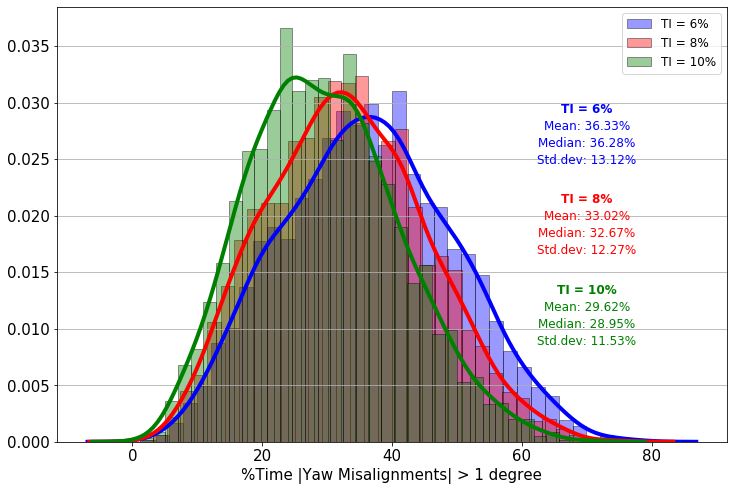 TI = 6%
TI = 8%
TI = 10%
0.035
0.030
0.025
0.020
0.015
0.010
0.005
0.000
TI = 6%
Mean: 36.33%
Median: 36.28%
Std.dev: 13.12%
TI = 8%
Mean: 33.02%
Median: 32.67%
Std.dev: 12.27%
TI = 10%
Mean: 29.62%
Median: 28.95%
Std.dev: 11.53%
0 20 40 60 80
%Time |Yaw Misalignments| > 1 degree